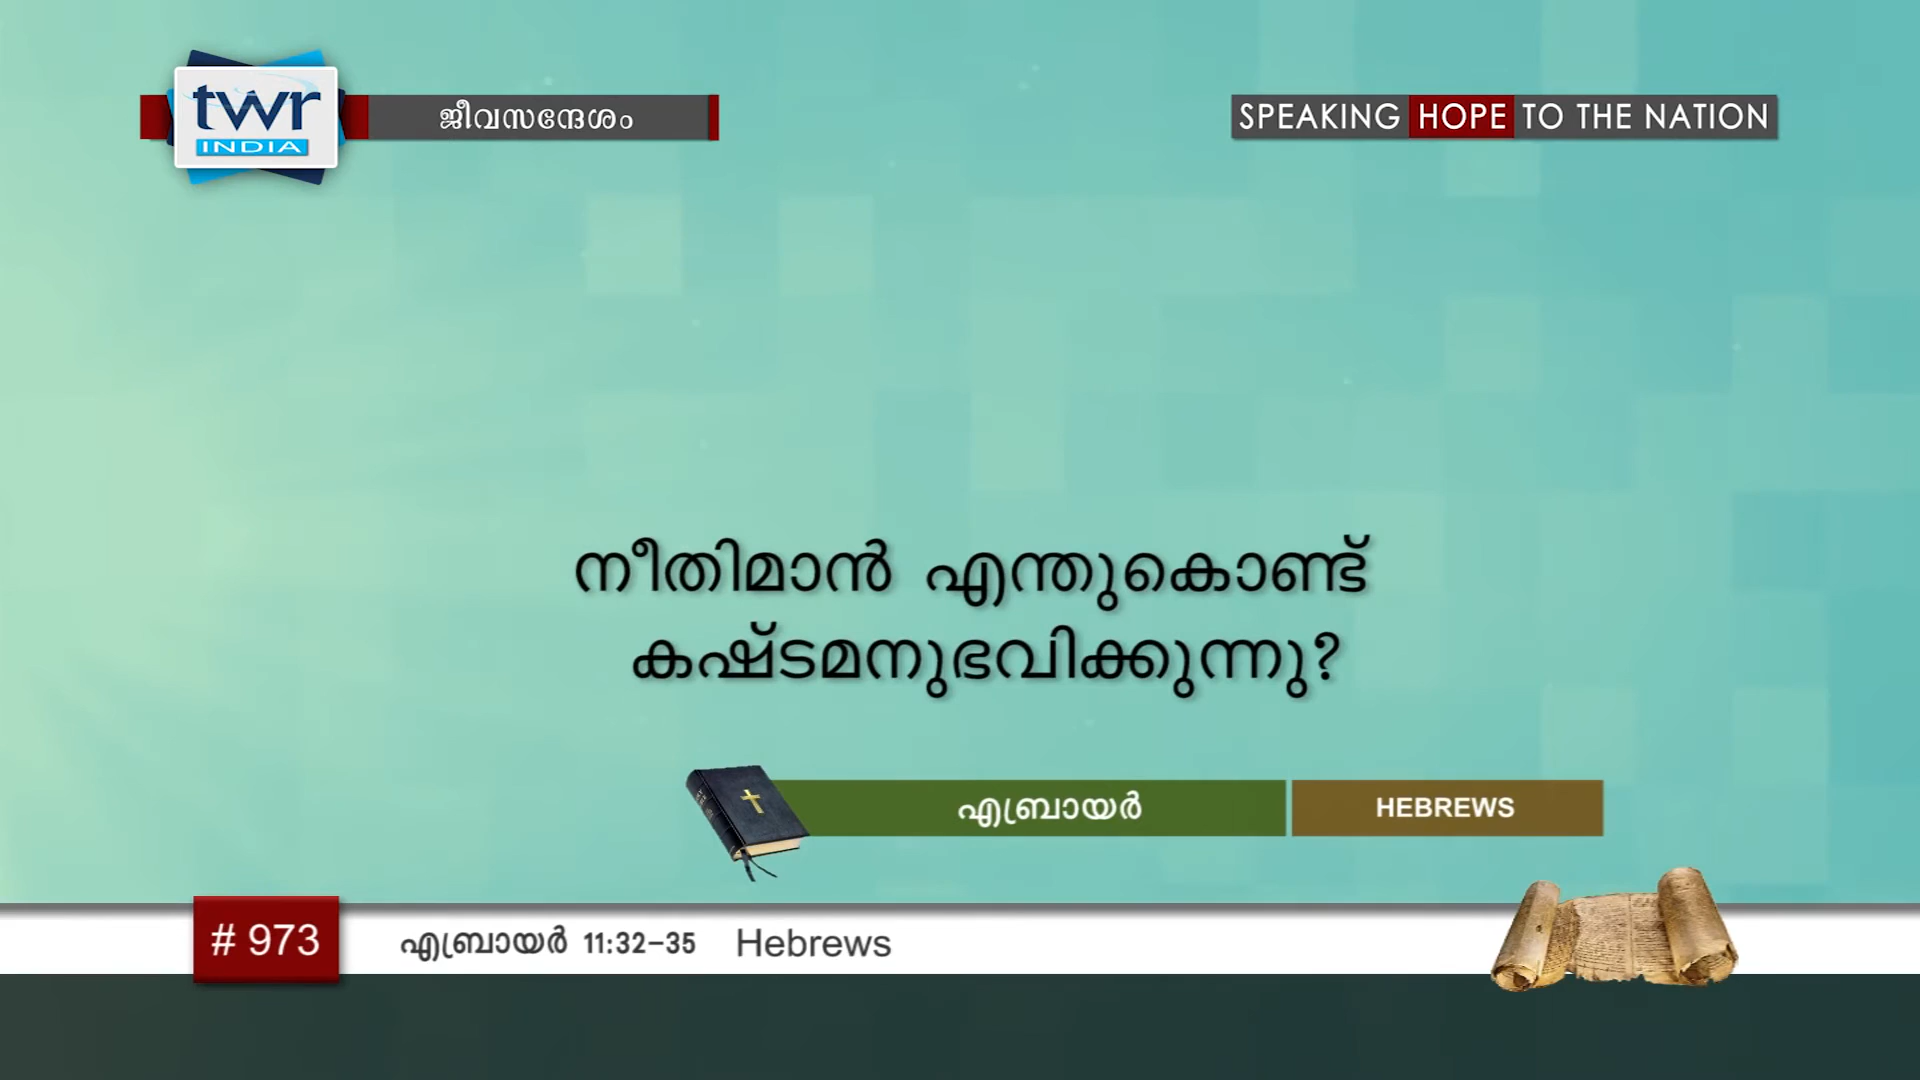 twr
INDIA
ജീവസന്ദേശം
SPEAKING HOPE TO THE NATION
നീതിമാൻ എന്തുകൊണ്ട്
കഷ്ടമനുഭവിക്കുന്നു?
എബ്രായർ
HEBREWS
# 973
എബ്രായർ 11:32-35 Hebrews